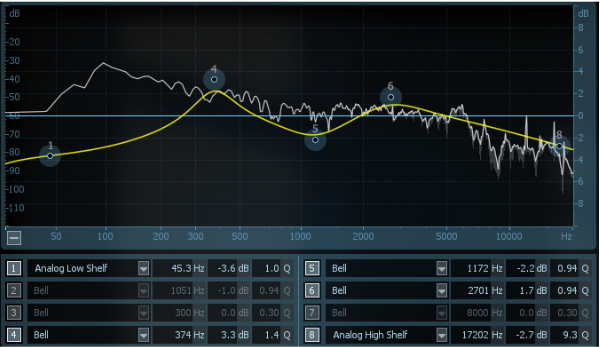 dB dB
-20 8
-30 6
-40 4
-50 2
-60 0
-70 2
-80 4
-90 6
-100 8
-110
4
6
5
1
8
50 100 200 300 500 1000 2000 3000 5000 10000 Hz
1 Analog Low Shelf 45.3 Hz -3.6 dB 1.0 Q
5 Bell 1172 Hz -2.2 dB 0.94 Q
2 Bell 1051 Hz -1.0 dB 0.94 Q
6 Bell 2701 Hz 1.7 dB 0.94 Q
3 Bell 300 Hz 0.0 dB 0.30 Q
7 Bell 8000 Hz 0.0 dB 0.30 Q
4 Bell 374 Hz 3.3 dB 1.4 Q
8 Analog High Shelf 17202 Hz -2.7 dB 9.3 Q